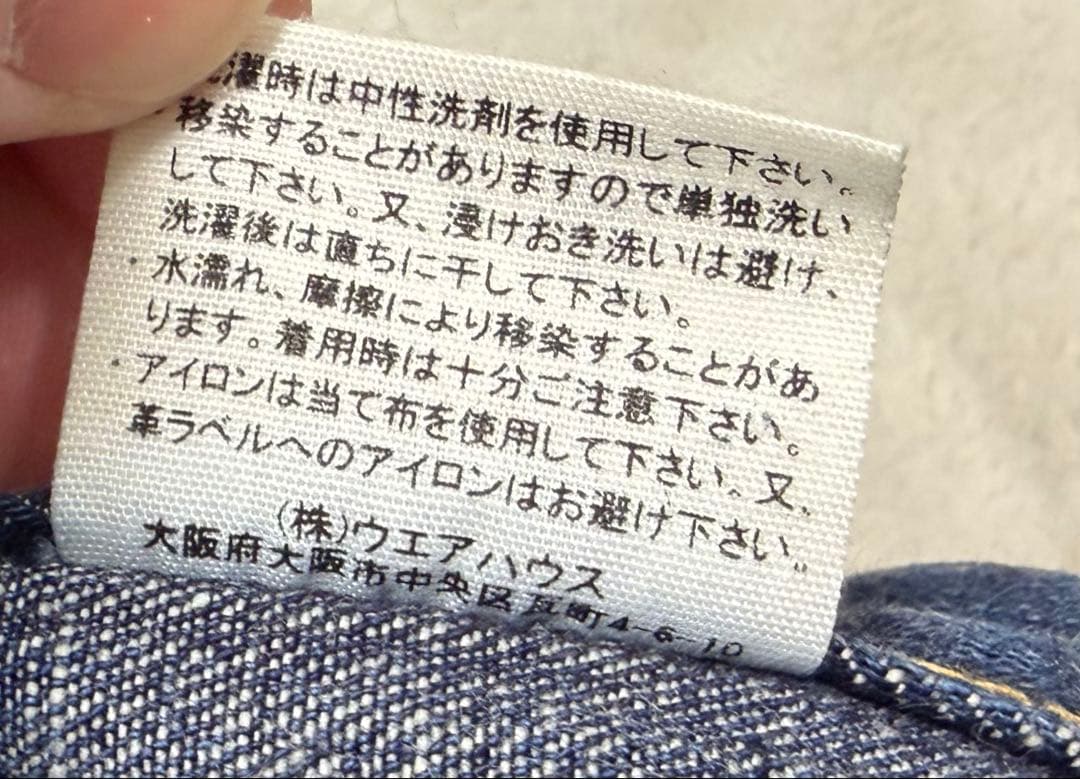 洗濯時は中性洗剤を使用して下さい。
・移染することがありますので単独洗い
して下さい。又、浸けおき洗いは避け、
洗濯後は直ちに干して下さい。
・水濡れ、摩擦により移染することがあ
ります。着用時は十分ご注意下さい。
・アイロンは当て布を使用して下さい。又、
革ラベルへのアイロンはお避け下さい。
(株)ウエアハウス
大阪府大阪市中央区瓦町4-6-10